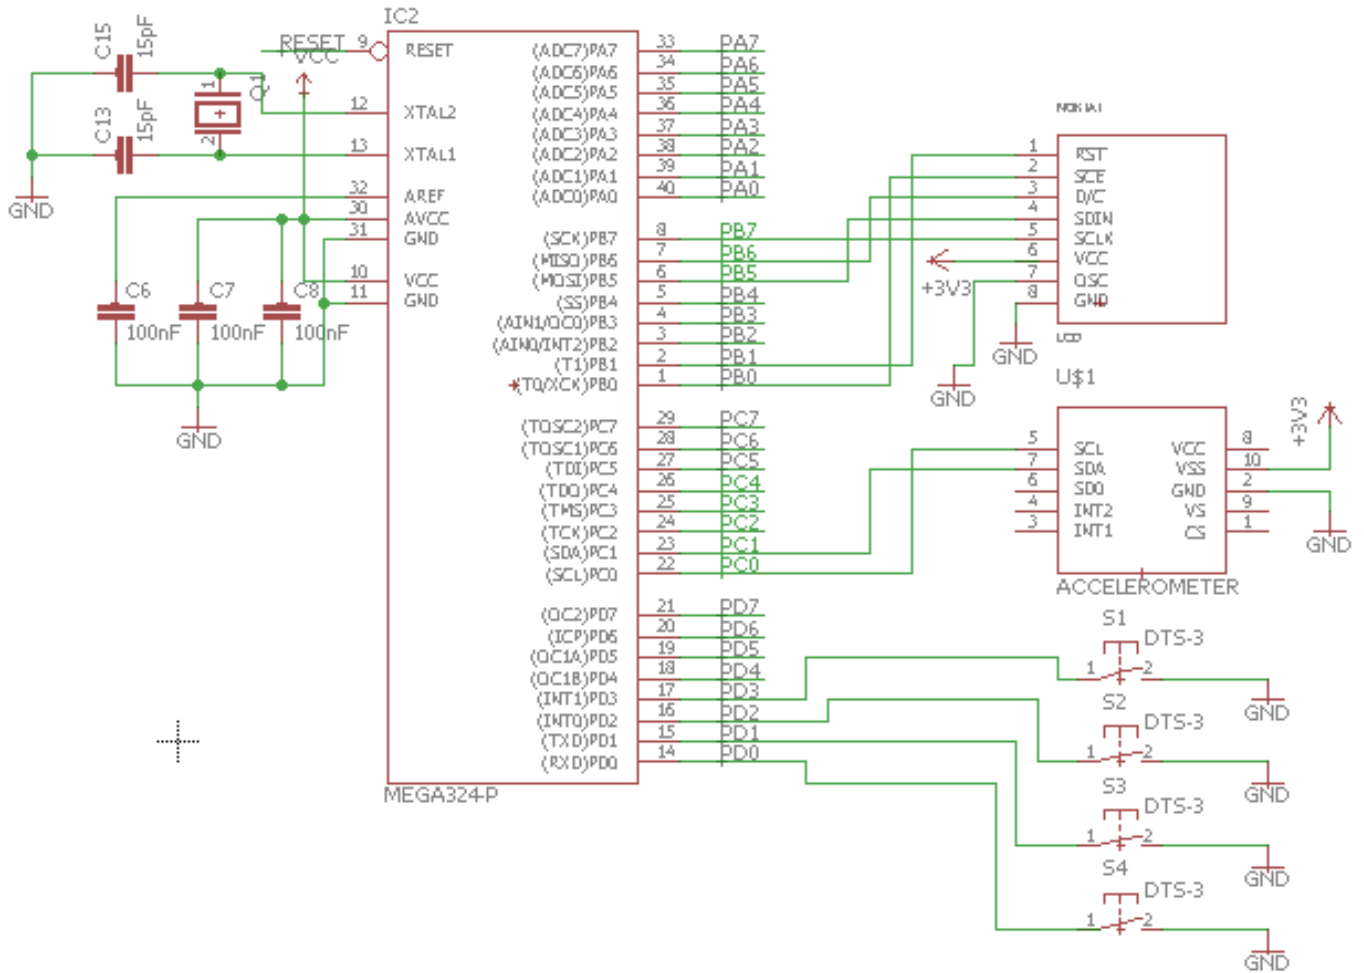 IC2
C15
15pF
RESET
VCC
9
RESET
1
Q1
2
12
XTAL2
C13
15pF
13
XTAL1
GND
32
AREF
30
AVCC
31
GND
10
VCC
11
GND
C6
100nF
C7
100nF
C8
100nF
GND
(ADC7)PA7 33 PA7
(ADC6)PA6 34 PA6
(ADC5)PA5 35 PA5
(ADC4)PA4 36 PA4
(ADC3)PA3 37 PA3
(ADC2)PA2 38 PA2
(ADC1)PA1 39 PA1
(ADC0)PA0 40 PA0
(SCK)PB7 8 PB7
(MISO)PB6 7 PB6
(MOSI)PB5 6 PB5
(SS)PB4 5 PB4
(AIN1/OC0)PB3 4 PB3
(AIN0/INT2)PB2 3 PB2
(T1)PB1 2 PB1
(T0/XCK)PB0 1 PB0
(TOSC2)PC7 29 PC7
(TOSC1)PC6 28 PC6
(TDI)PC5 27 PC5
(TDO)PC4 26 PC4
(TMS)PC3 25 PC3
(TCK)PC2 24 PC2
(SDA)PC1 23 PC1
(SCL)PC0 22 PC0
(OC2)PD7 21 PD7
(ICP)PD6 20 PD6
(OC1A)PD5 19 PD5
(OC1B)PD4 18 PD4
(INT1)PD3 17 PD3
(INT0)PD2 16 PD2
(TXD)PD1 15 PD1
(RXD)PD0 14 PD0
MEGA324-P
1 RST
2 SCE
3 D/C
4 SDIN
5 SCLK
6 VCC
7 OSC
8 GND
+3V3
GND
GND
U$1
5 SCL VCC 8
7 SDA VSS 10
6 SDO GND 2
4 INT2 VS 9
3 INT1 CS 1
+3V3
GND
ACCELEROMETER
S1
DTS-3
1 2
GND
S2
DTS-3
1 2
GND
S3
DTS-3
1 2
GND
S4
DTS-3
1 2
GND